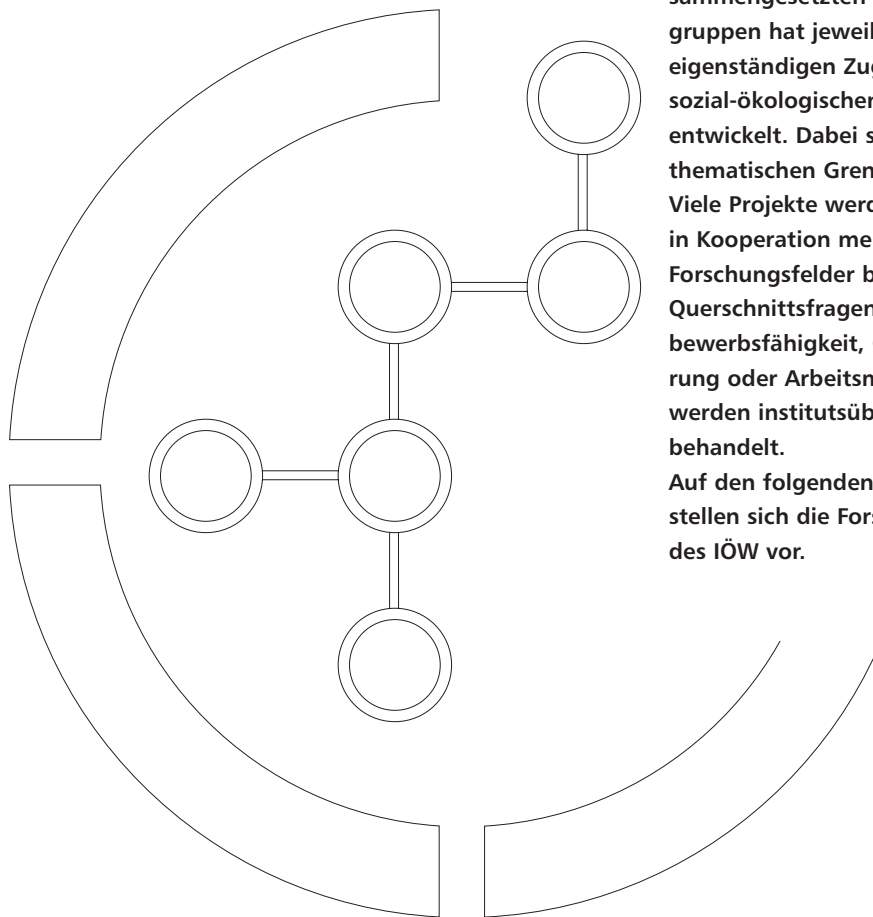 sammengesetzten
gruppen hat jeweil
eigenständigen Zug
sozial-ökologischer
entwickelt. Dabei s
thematischen Gren
Viele Projekte werd
in Kooperation me
Forschungsfelder b
Querschnittsfragen
bewerbsfähigkeit,
rung oder Arbeitsm
werden institutsüb
behandelt.
Auf den folgenden
stellen sich die Fors
des IÖW vor.